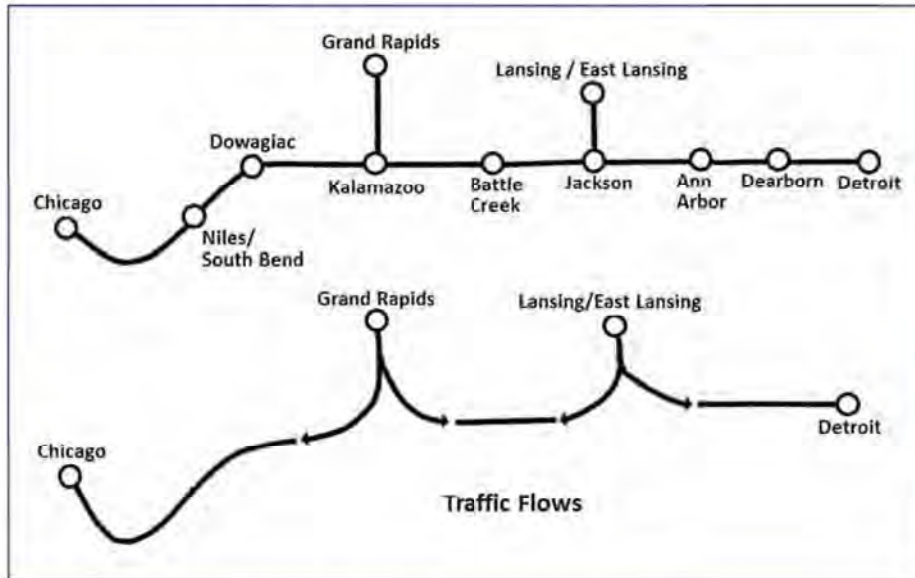 Grand Rapids
Lansing / East Lansing
Dowagiac
Chicago
Kalamazoo
Battle
Creek
Jackson
Ann
Arbor
Dearborn
Detroit
Niles/
South Bend
Grand Rapids
Lansing/East Lansing
Detroit
Chicago
Traffic Flows